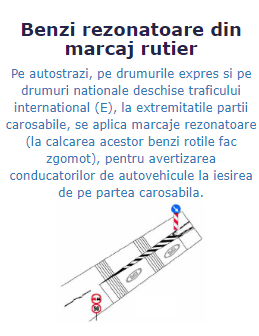 Benzi rezonatoare din
marcaj rutier
Pe autostrazi, pe drumurile expres si pe
drumuri nationale deschise traficului
international (E), la extremitatile partii
carosabile, se aplica marcaje rezonatoare
(la calcarea acestor benzi rotile fac
zgomot), pentru avertizarea
conducatorilor de autovehicule la iesirea
de pe partea carosabila.